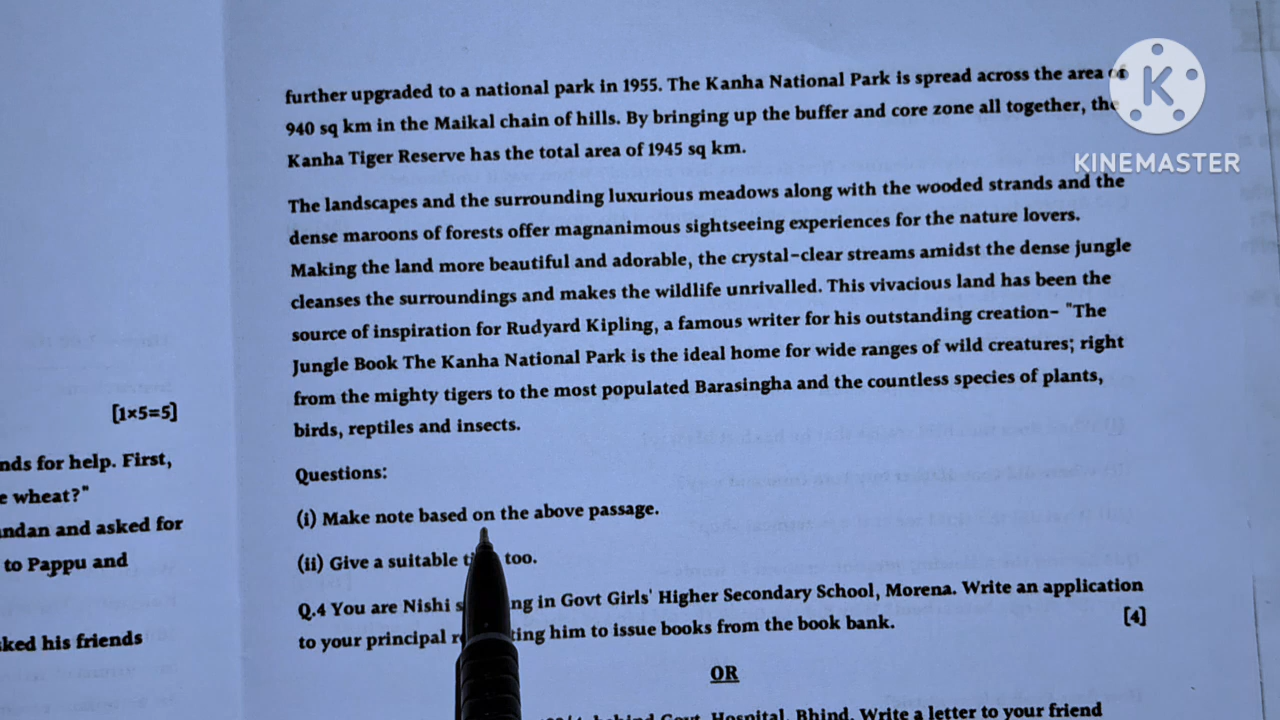 further upgraded to a national park in 1955. The Kanha National Park is spread across the area of
940 sq km in the Maikal chain of hills. By bringing up the buffer and core zone all together, the
Kanha Tiger Reserve has the total area of 1945 sq km.
KINEMASTER
The landscapes and the surrounding luxurious meadows along with the wooded strands and the
dense maroons of forests offer magnanimous sightseeing experiences for the nature lovers.
Making the land more beautiful and adorable, the crystal-clear streams amidst the dense jungle
cleanses the surroundings and makes the wildlife unrivalled. This vivacious land has been the
source of inspiration for Rudyard Kipling, a famous writer for his outstanding creation- "The
Jungle Book The Kanha National Park is the ideal home for wide ranges of wild creatures; right
from the mighty tigers to the most populated Barasingha and the countless species of plants,
birds, reptiles and insects.
Questions:
(i) Make note based on the above passage.
(ii) Give a suitable too.
Q.4 You are Nishi in Govt Girls' Higher Secondary School, Morena. Write an application
to your principal him to issue books from the book bank.
[4]
OR
behind Govt. Hospital, Bhind. Write a letter to your friend
[1×5=5]
for help. First,
wheat?"
and asked for
to Pappu and
his friends